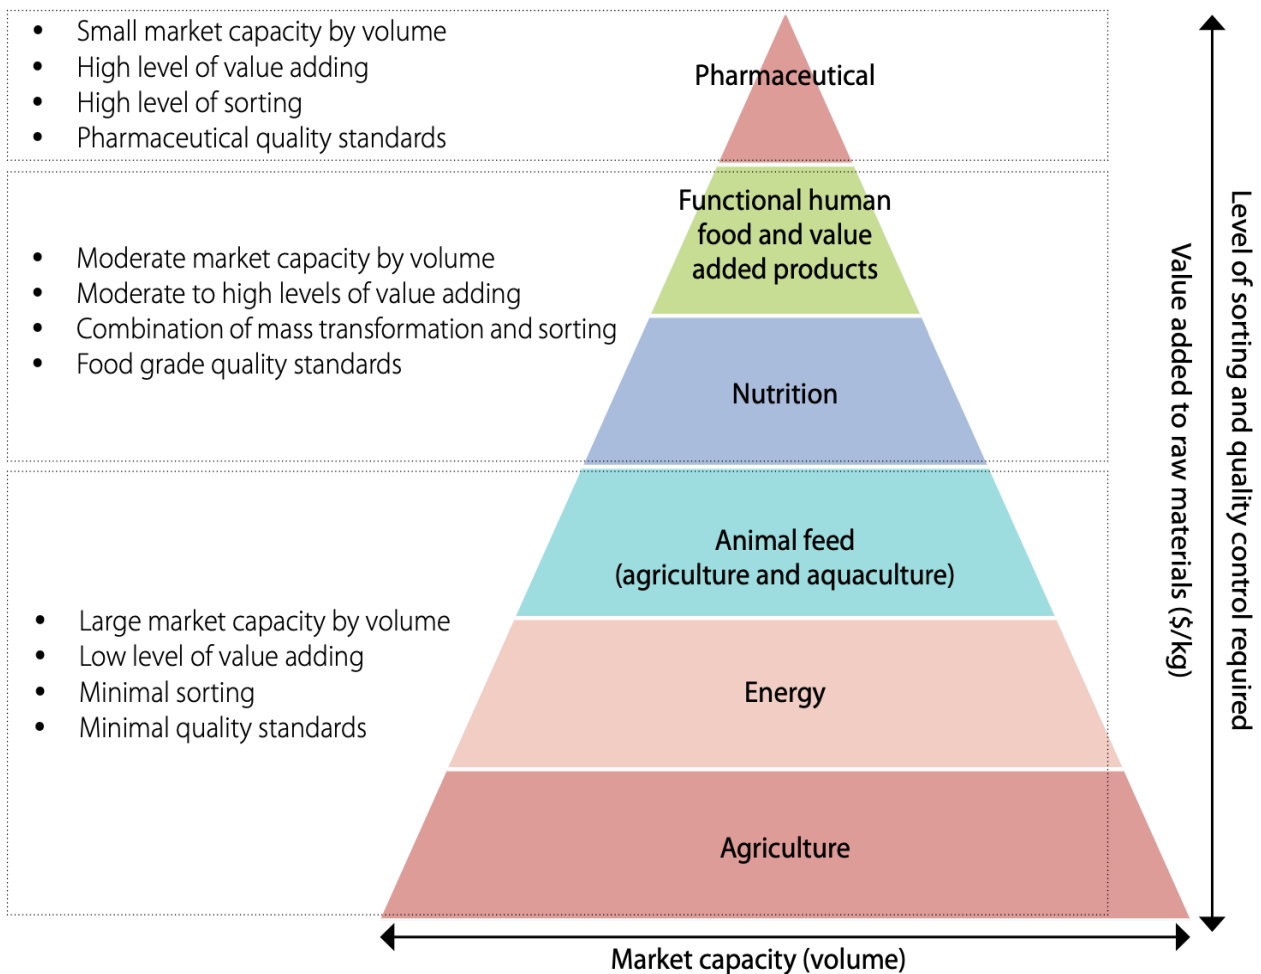 • Small market capacity by volume
• High level of value adding
• High level of sorting
• Pharmaceutical quality standards
Pharmaceutical
• Moderate market capacity by volume
• Moderate to high levels of value adding
• Combination of mass transformation and sorting
• Food grade quality standards
Functional human
food and value
added products
Nutrition
• Large market capacity by volume
• Low level of value adding
• Minimal sorting
• Minimal quality standards
Animal feed
(agriculture and aquaculture)
Energy
Agriculture
Market capacity (volume)
Value added to raw materials ($/kg)
Level of sorting and quality control required